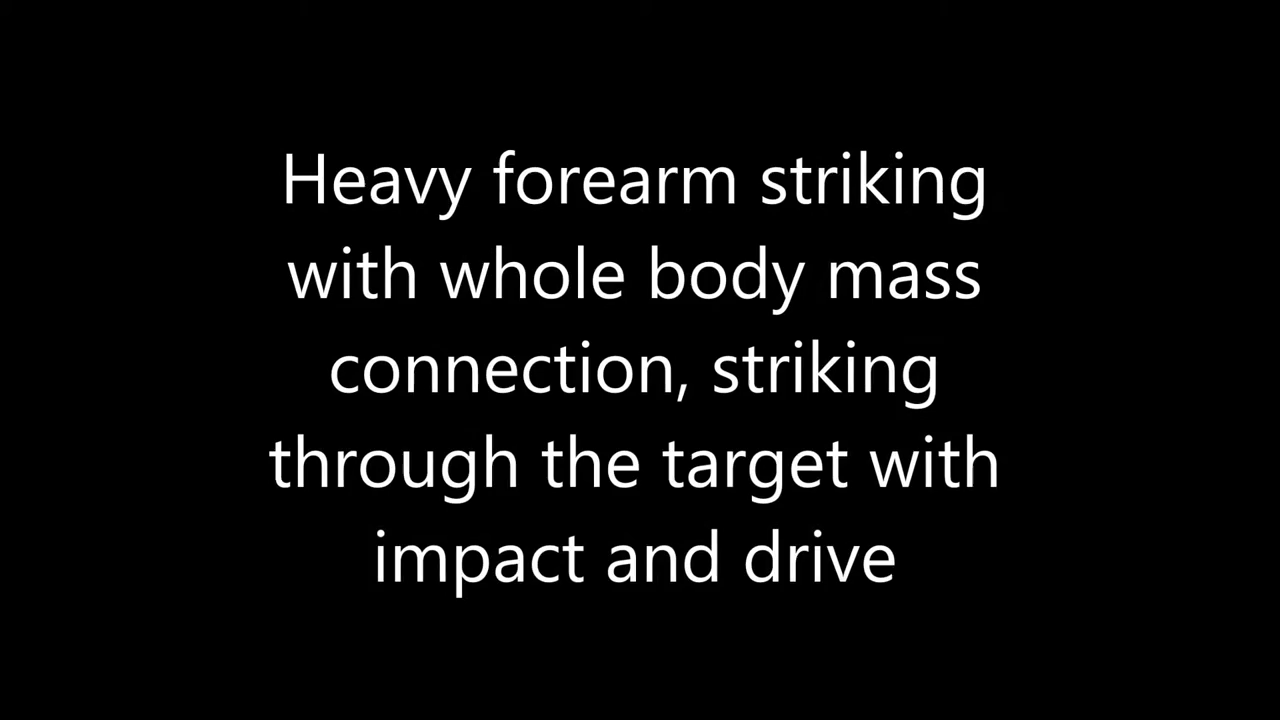 Heavy forearm striking
with whole body mass
connection, striking
through the target with
impact and drive